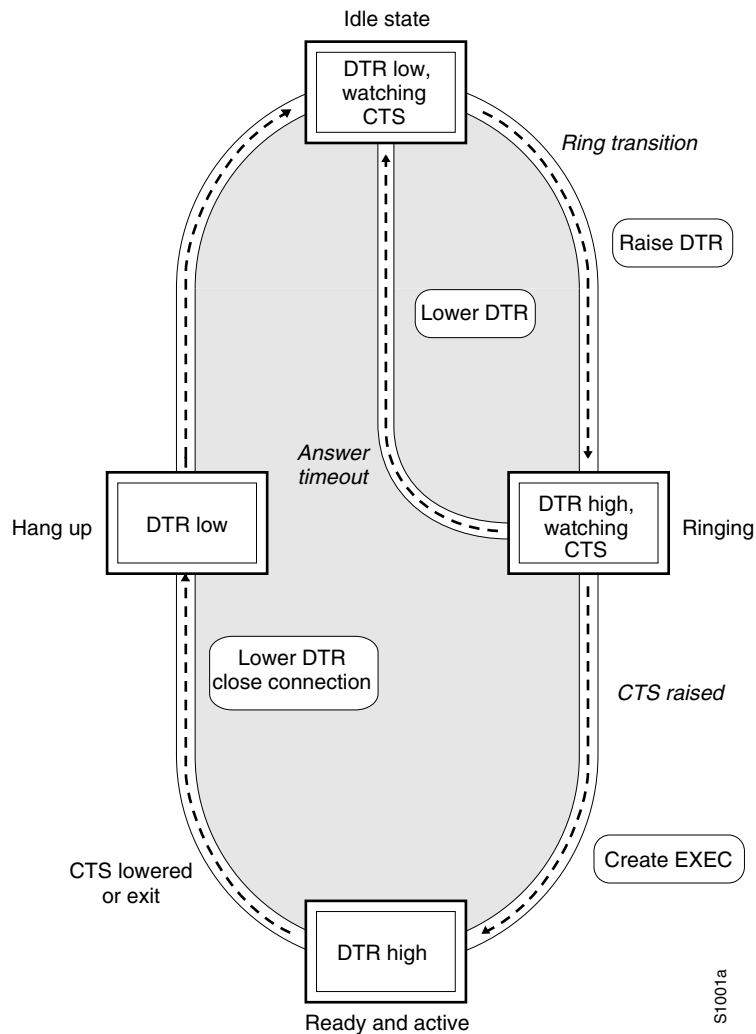 Idle state
DTR low,
watching
CTS
Ring transition
Raise DTR
Lower DTR
Answer
timeout
Hang up
DTR low
DTR high,
watching
CTS
Ringing
Lower DTR
close connection
CTS raised
CTS lowered
or exit
Create EXEC
DTR high
Ready and active
S1001a